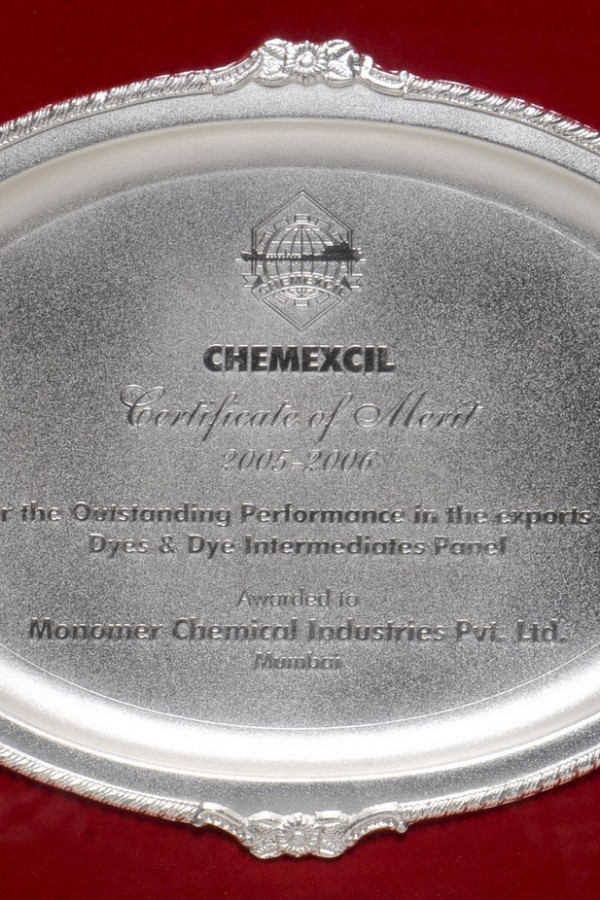 CHEMEXCIL
CHEMEXCIL
Certificate of Merit
2005-2006
r the Outstanding Performance in the exports
Dyes & Dye Intermediates Panel
Awarded to
Monomer Chemical Industries Pvt. Ltd.
Mumbai